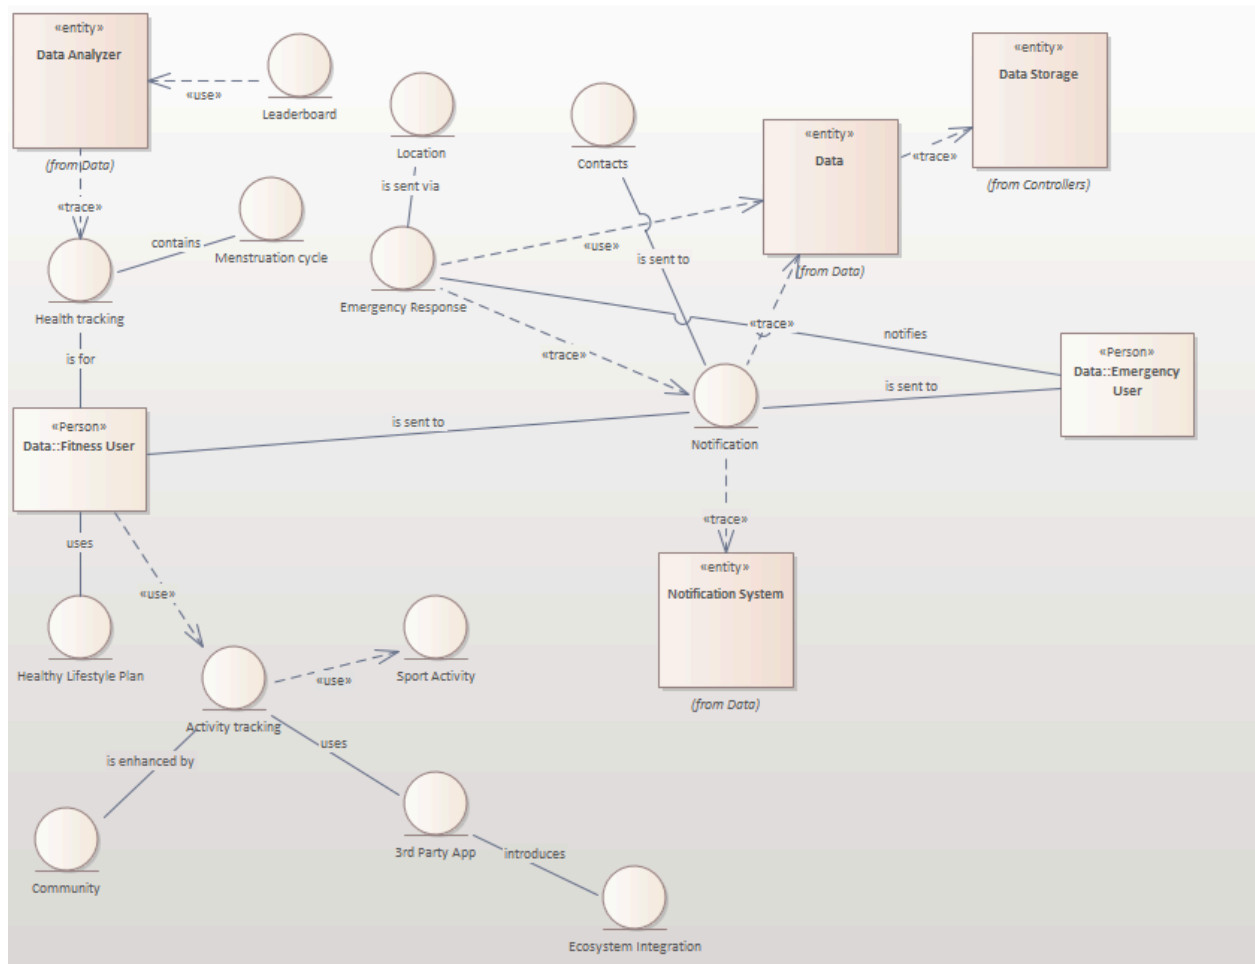 «entity»
Data Analyzer
(from Data)
«use»
Leaderboard
Location
is sent via
Contacts
«entity»
Data
(from Data)
«trace»
«entity»
Data Storage
(from Controllers)
«trace»
contains
Menstruation cycle
Health tracking
Emergency Response
«use»
is sent to
«trace»
«trace»
notifies
is for
«Person»
Data::Fitness User
is sent to
Notification
is sent to
«Person»
Data::Emergency
User
uses
«use»
«trace»
«entity»
Notification System
(from Data)
Healthy Lifestyle Plan
Activity tracking
«use»
Sport Activity
is enhanced by
uses
Community
3rd Party App
introduces
Ecosystem Integration